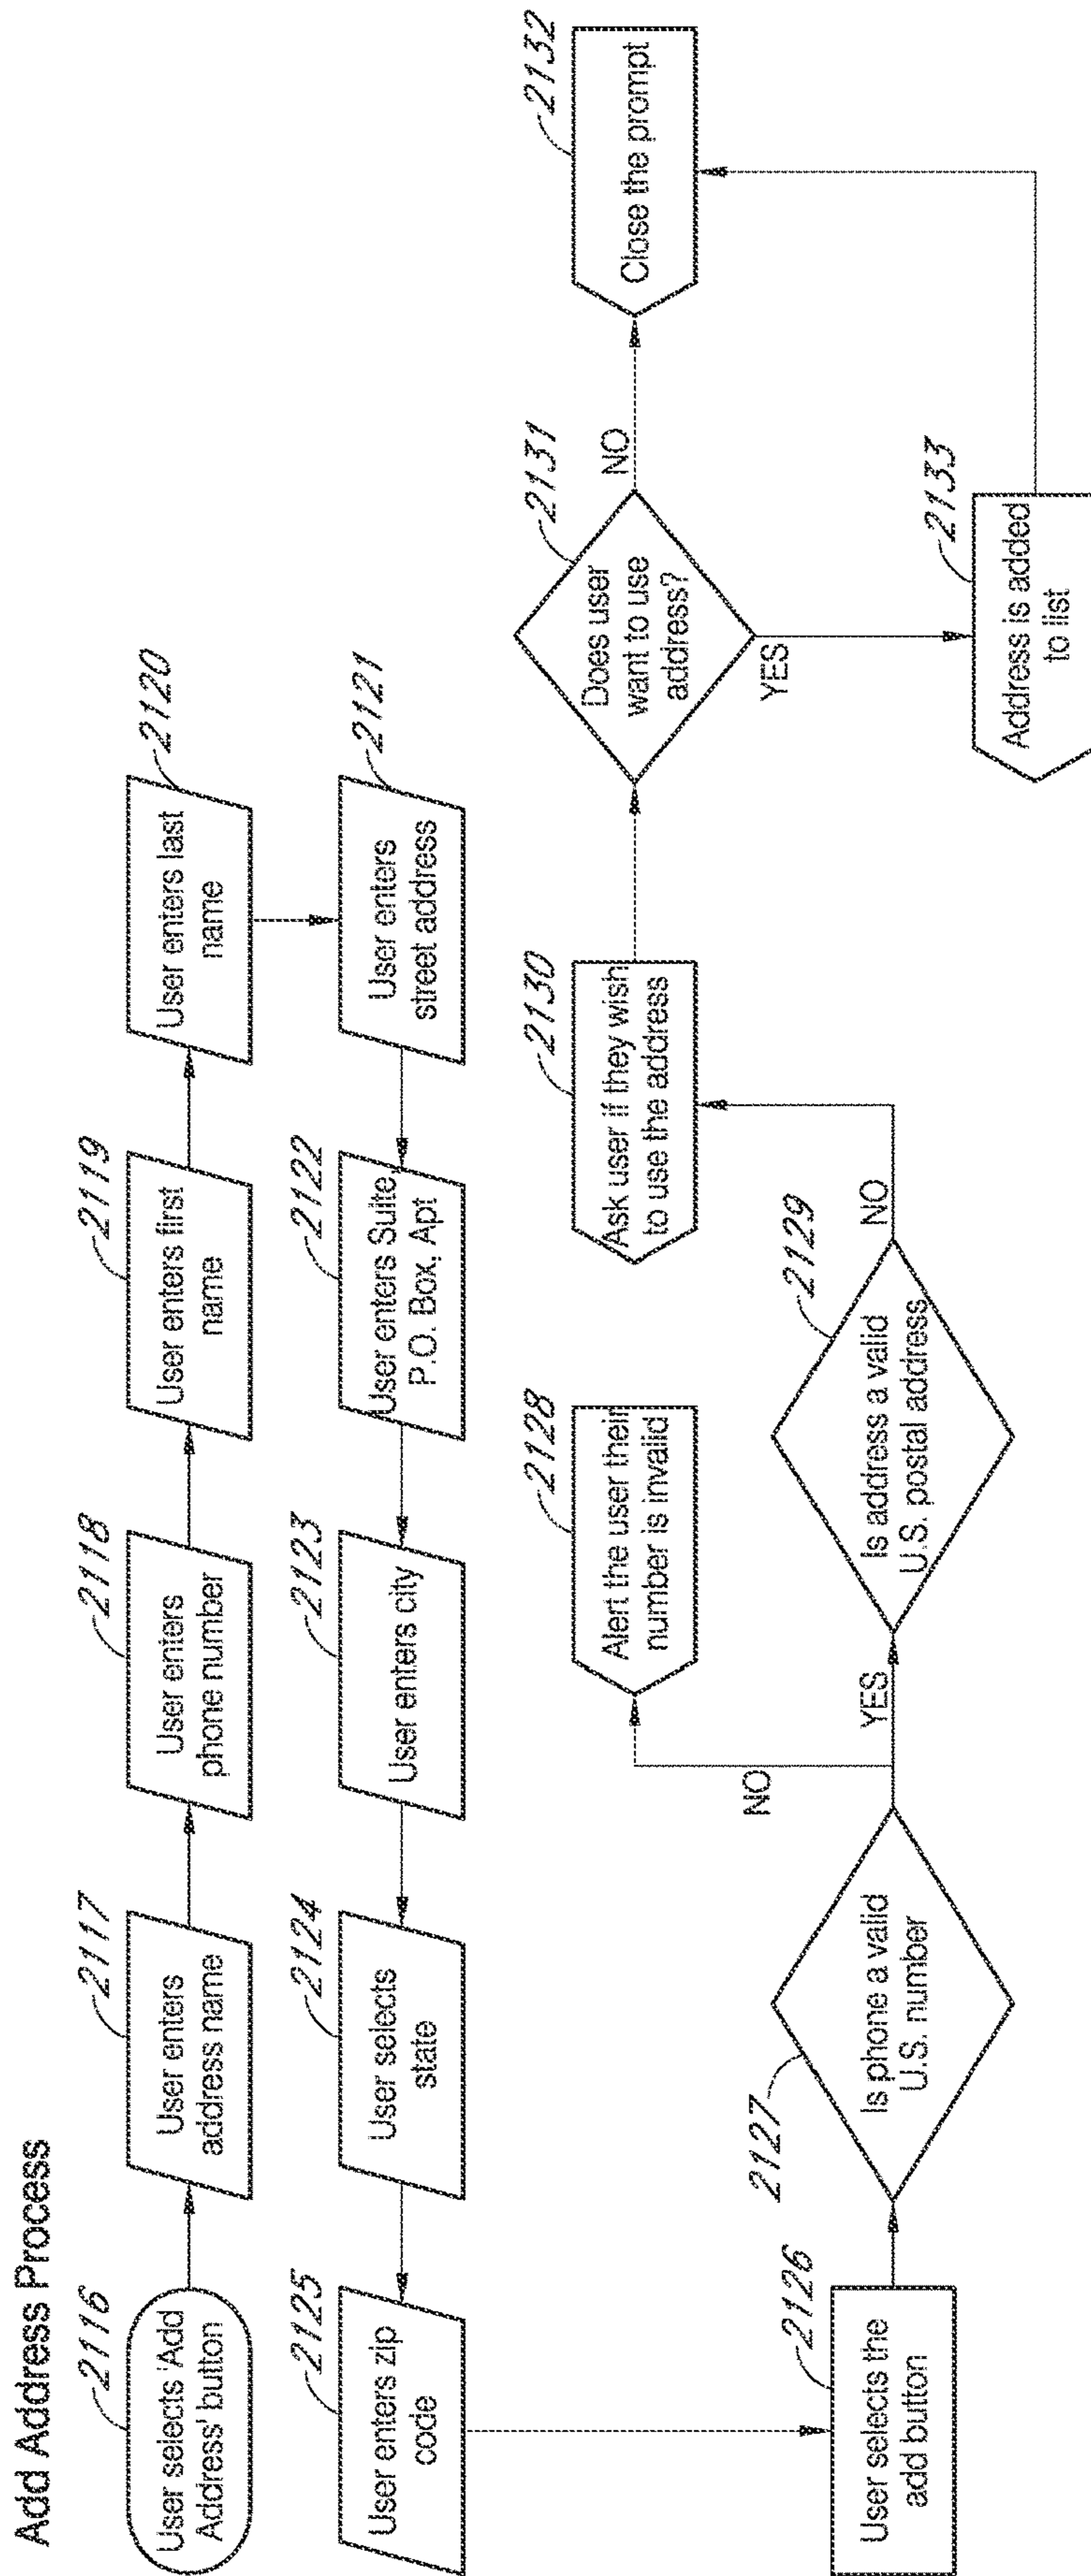 Add Address Process
2116
User selects 'Add
Address' button
2117
User enters
address name
2118
User enters
phone number
2119
User enters first
name
2120
User enters last
name
2121
User enters
street address
2122
User enters Suite,
P.O. Box, Apt
2123
User enters city
2124
User selects
state
2125
User enters zip
code
2126
User selects the
add button
2127
Is phone a valid
U.S. number
NO
YES
2128
Alert the user their
number is invalid
2129
Is address a valid
U.S. postal address
NO
2130
Ask user if they wish
to use the address
2131
Does user
want to use
address?
NO
YES
2132
Close the prompt
2133
Address is added
to list